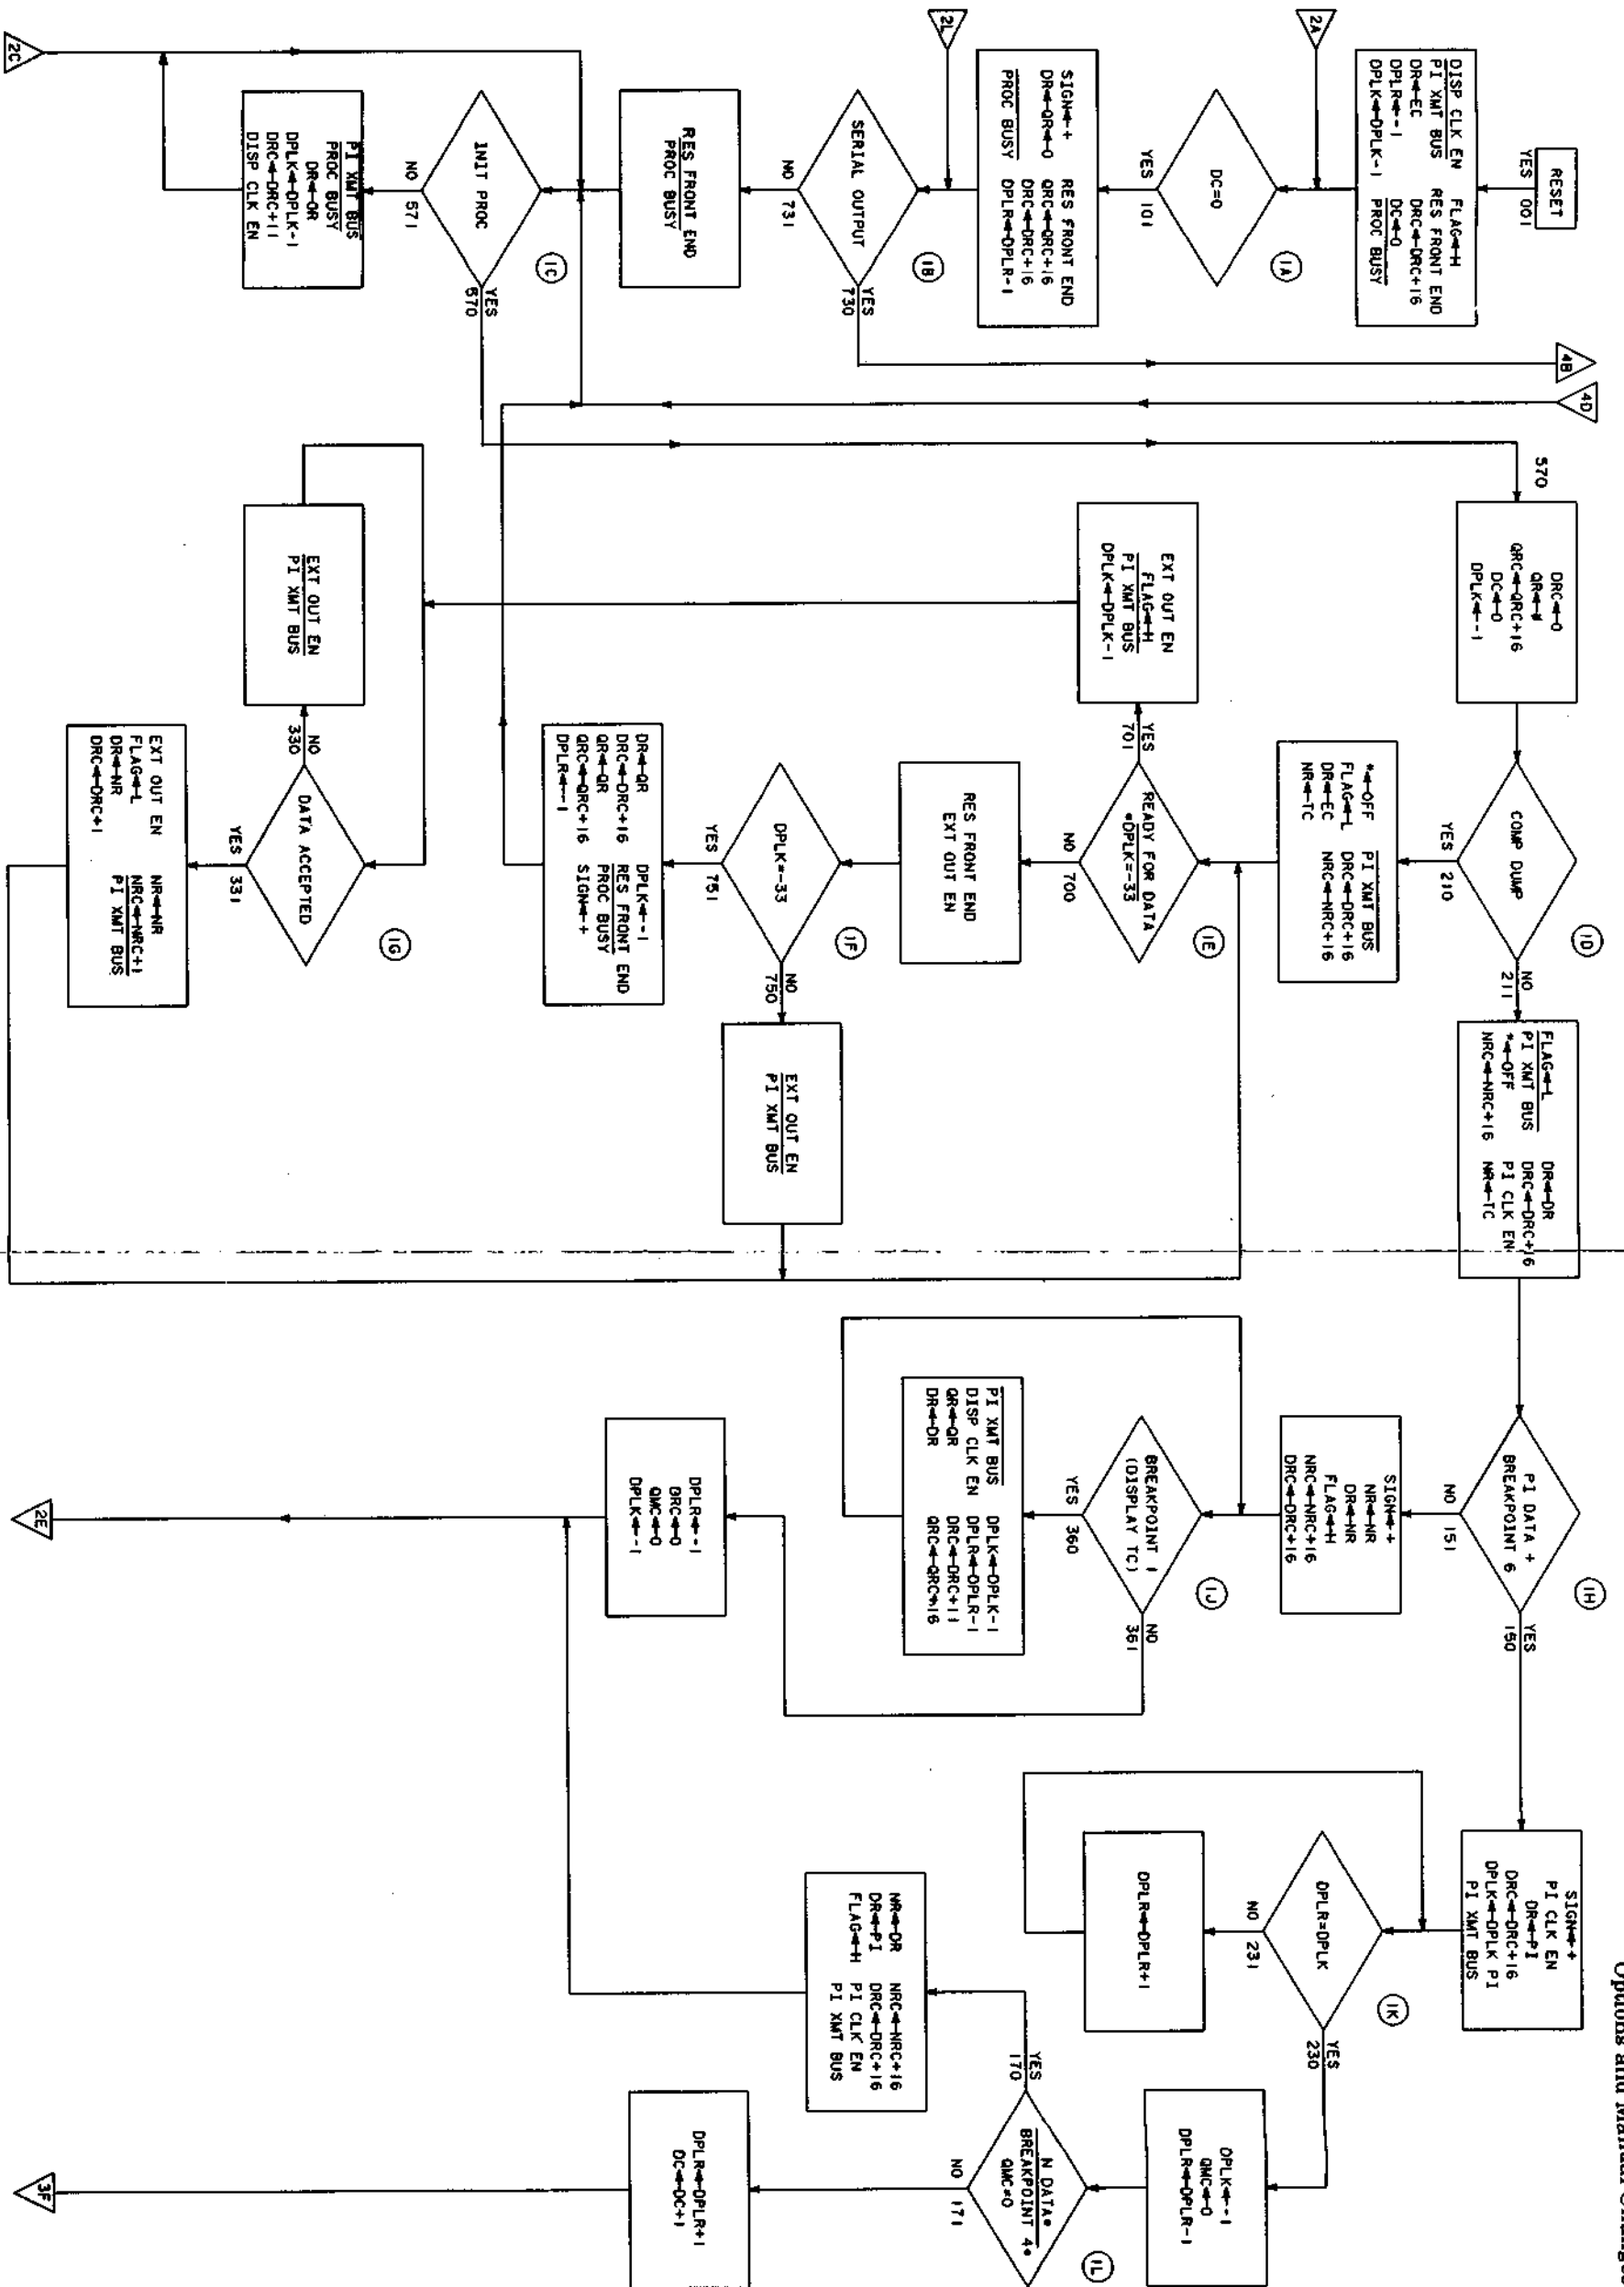 Options and Manual Changes
RESET
YES 001
DISP CLK EN FLAG←H
PI XMT BUS RES FRONT END
DR←EC DRC←DRC+16
DPLR←-1 DC←0
DPLK←DPLK-1 PROC BUSY
2A
1A
DC=0
YES 101
SIGN←+ RES FRONT END
DR←QR←0 QRC←QRC+16
DRC←DRC+16
PROC BUSY DPLR←DPLR-1
2L
1B
SERIAL OUTPUT
YES
730
4B
NO 731
RES FRONT END
PROC BUSY
4D
1C
INIT PROC
YES
670
NO 671
PI XMT BUS
PROC BUSY
DR←QR
DPLK←DPLK-1
DRC←DRC+11
DISP CLK EN
2C
570
DRC←0
QRC←QRC+16
DC←0
DPLK←-1
1D
COMP DUMP
YES 210
NO
211
*←OFF PI XMT BUS
FLAG←L DRC←DRC+16
DR←EC NRC←NRC+16
NR←TC
1E
READY FOR DATA
•DPLK=-33
YES
701
NO 700
EXT OUT EN
FLAG←H
PI XMT BUS
DPLK←DPLK-1
RES FRONT END
EXT OUT EN
1F
DPLK=-33
NO
750
YES 751
EXT OUT EN
PI XMT BUS
DR←QR DPLK←-1
DRC←DRC+16 RES FRONT END
QR←QR PROC BUSY
QRC←QRC+16 SIGN←+
DPLR←-1
1G
DATA ACCEPTED
NO
330
EXT OUT EN
PI XMT BUS
YES 331
EXT OUT EN NR←NR
FLAG←L NRC←NRC+1
DR←NR PI XMT BUS
DRC←DRC+1
FLAG←L DR←DR
PI XMT BUS DRC←DRC+16
*←OFF PI CLK EN
NRC←NRC+16 NR←TC
1H
PI DATA +
BREAKPOINT 6
NO 151
YES
150
SIGN←+
NR←NR
DR←NR
FLAG←H
NRC←NRC+16
DRC←DRC+16
1J
BREAKPOINT 1
(DISPLAY TC)
YES 360
NO
361
PI XMT BUS DPLK←DPLK-1
DISP CLK EN DPLR←DPLR-1
QR←QR DRC←DRC+11
DR←DR QRC←QRC+16
DPLR←-1
DRC←0
QMC←0
DPLK←-1
2E
SIGN←+
PI CLK EN
DR←PI
DRC←DRC+16
DPLK←DPLK PI
PI XMT BUS
1K
DPLR=DPLK
NO 231
YES
230
DPLR←DPLR+1
DPLK←-1
QMC←0
DPLR←DPLR-1
1L
N DATA•
BREAKPOINT 4•
QMC=0
YES
170
NO 171
NR←DR NRC←NRC+16
DR←PI DRC←DRC+16
FLAG←H PI CLK EN
PI XMT BUS
DPLR←DPLR+1
DC←DC+1
3F